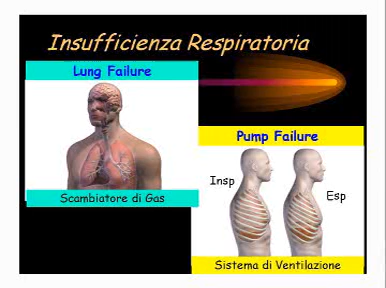 Insufficienza Respiratoria
Lung Failure
Scambiatore di Gas
Pump Failure
Insp
Esp
Sistema di Ventilazione